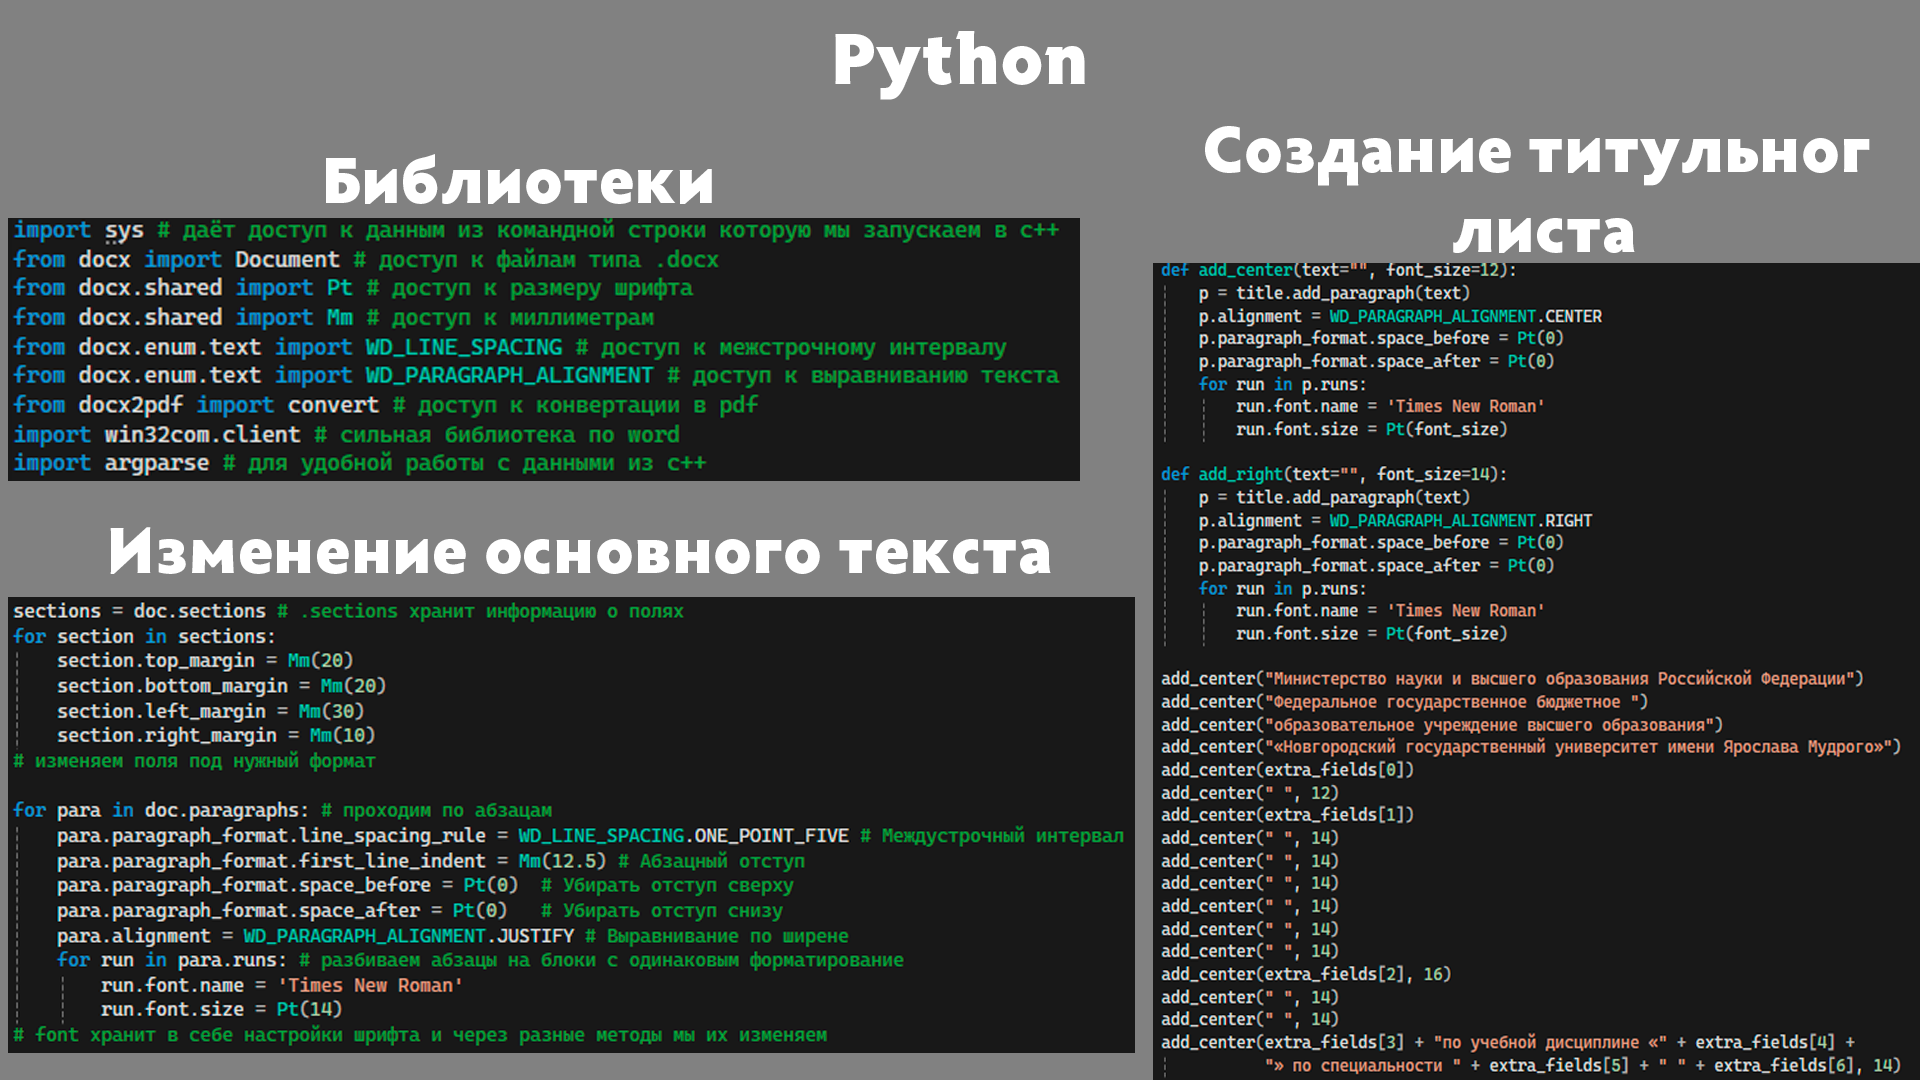 Python
Библиотеки
import sys # даёт доступ к данным из командной строки которую мы запускаем в c++
from docx import Document # доступ к файлам типа .docx
from docx.shared import Pt # доступ к размеру шрифта
from docx.shared import Mm # доступ к миллиметрам
from docx.enum.text import WD_LINE_SPACING # доступ к межстрочному интервалу
from docx.enum.text import WD_PARAGRAPH_ALIGNMENT # доступ к выравниванию текста
from docx2pdf import convert # доступ к конвертации в pdf
import win32com.client # сильная библиотека по word
import argparse # для удобной работы с данными из c++
Изменение основного текста
sections = doc.sections # .sections хранит информацию о полях
for section in sections:
    section.top_margin = Mm(20)
    section.bottom_margin = Mm(20)
    section.left_margin = Mm(30)
    section.right_margin = Mm(10)
# изменяем поля под нужный формат
for para in doc.paragraphs: # проходим по абзацам
    para.paragraph_format.line_spacing_rule = WD_LINE_SPACING.ONE_POINT_FIVE # Междустрочный интервал
    para.paragraph_format.first_line_indent = Mm(12.5) # Абзацный отступ
    para.paragraph_format.space_before = Pt(0)  # Убирать отступ сверху
    para.paragraph_format.space_after = Pt(0)   # Убирать отступ снизу
    para.alignment = WD_PARAGRAPH_ALIGNMENT.JUSTIFY # Выравнивание по ширене
    for run in para.runs: # разбиваем абзацы на блоки с одинаковым форматирование
        run.font.name = 'Times New Roman'
        run.font.size = Pt(14)
# font хранит в себе настройки шрифта и через разные методы мы их изменяем
Создание титульног
листа
def add_center(text="", font_size=12):
    p = title.add_paragraph(text)
    p.alignment = WD_PARAGRAPH_ALIGNMENT.CENTER
    p.paragraph_format.space_before = Pt(0)
    p.paragraph_format.space_after = Pt(0)
    for run in p.runs:
        run.font.name = 'Times New Roman'
        run.font.size = Pt(font_size)
def add_right(text="", font_size=14):
    p = title.add_paragraph(text)
    p.alignment = WD_PARAGRAPH_ALIGNMENT.RIGHT
    p.paragraph_format.space_before = Pt(0)
    p.paragraph_format.space_after = Pt(0)
    for run in p.runs:
        run.font.name = 'Times New Roman'
        run.font.size = Pt(font_size)
add_center("Министерство науки и высшего образования Российской Федерации")
add_center("Федеральное государственное бюджетное ")
add_center("образовательное учреждение высшего образования")
add_center("«Новгородский государственный университет имени Ярослава Мудрого»")
add_center(extra_fields[0])
add_center(" ", 12)
add_center(extra_fields[1])
add_center(" ", 14)
add_center(" ", 14)
add_center(" ", 14)
add_center(" ", 14)
add_center(" ", 14)
add_center(" ", 14)
add_center(extra_fields[2], 16)
add_center(" ", 14)
add_center(" ", 14)
add_center(extra_fields[3] + "по учебной дисциплине «" + extra_fields[4] +
           "» по специальности " + extra_fields[5] + " " + extra_fields[6], 14)